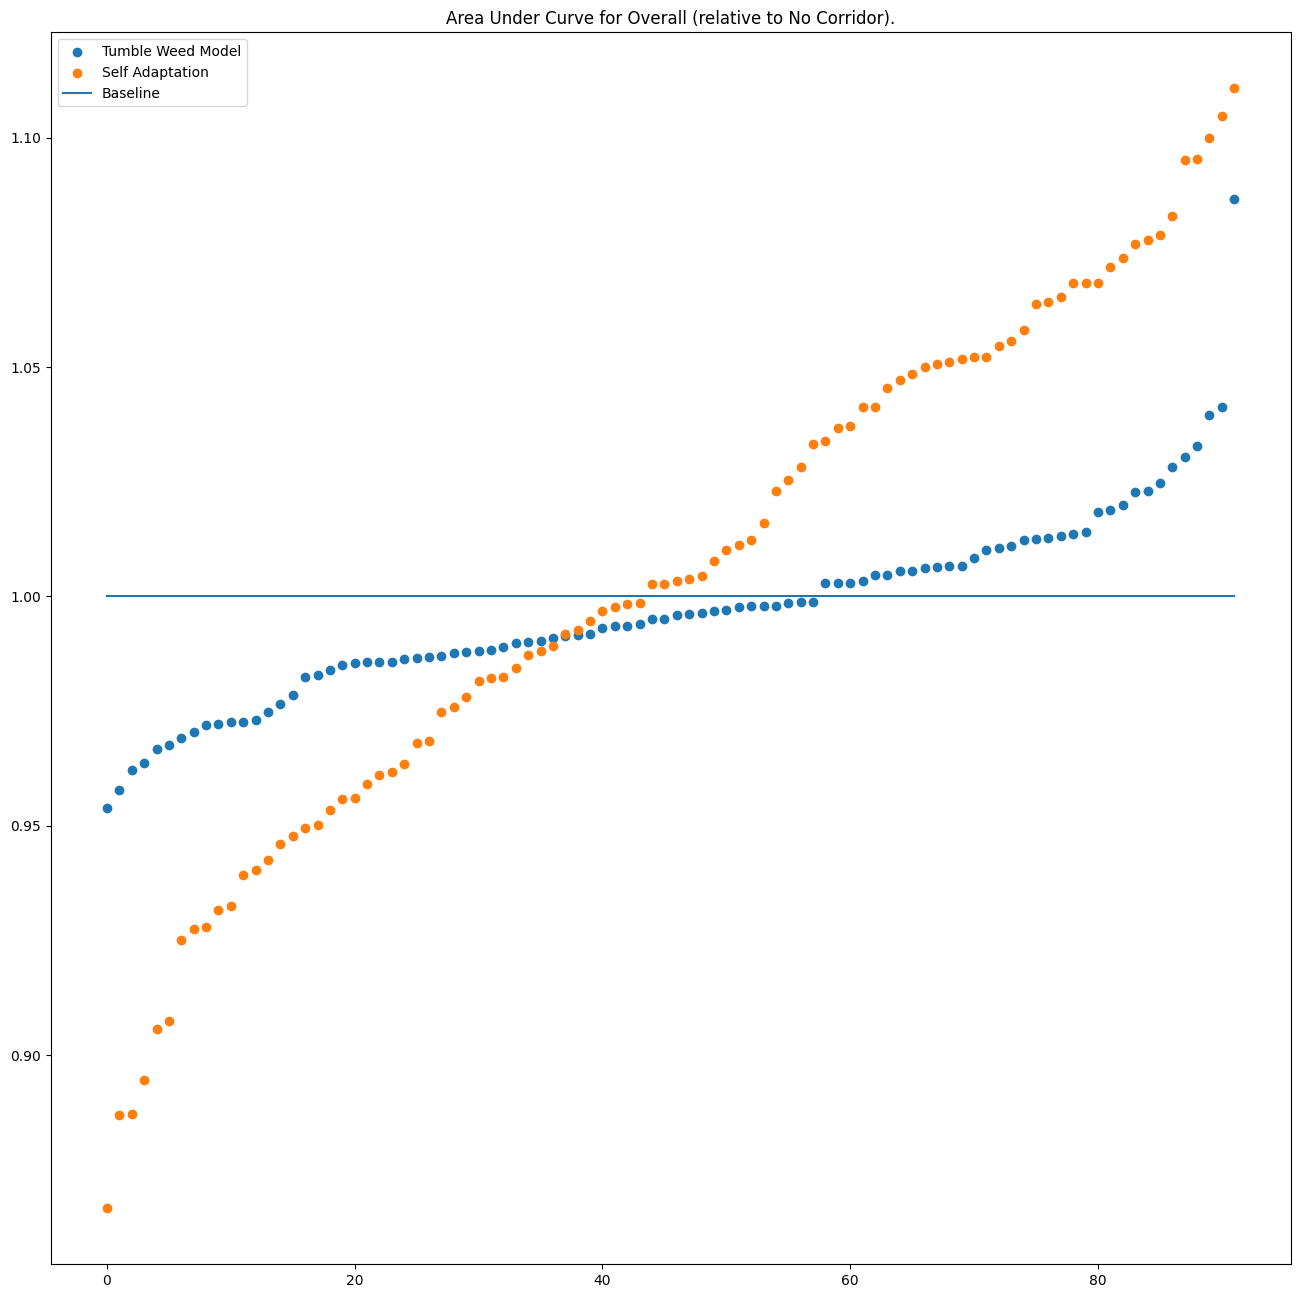 Area Under Curve for Overall (relative to No Corridor).
Tumble Weed Model
Self Adaptation
Baseline
1.10
1.05
1.00
0.95
0.90
0 20 40 60 80